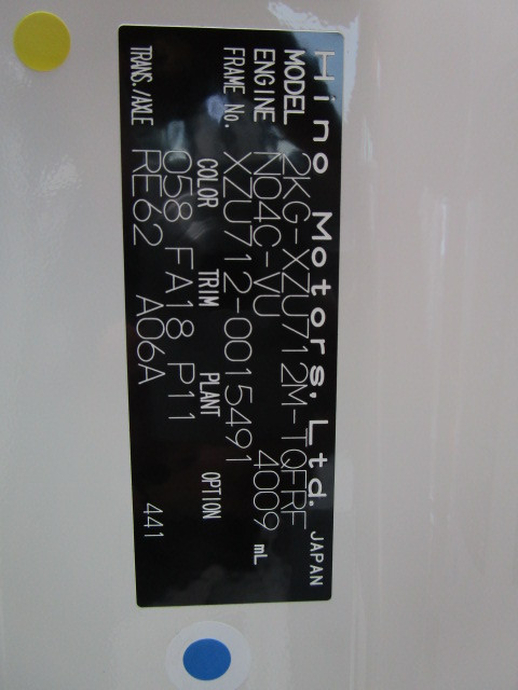 Hino Motors, Ltd. JAPAN
MODEL 2KG-XZU712M-TQFRF
ENGINE N04C-VU 4009 mL
FRAME No. XZU712-0015491
COLOR TRIM PLANT OPTION
058 FA18 P11
TRANS./AXLE RE62 A06A 441